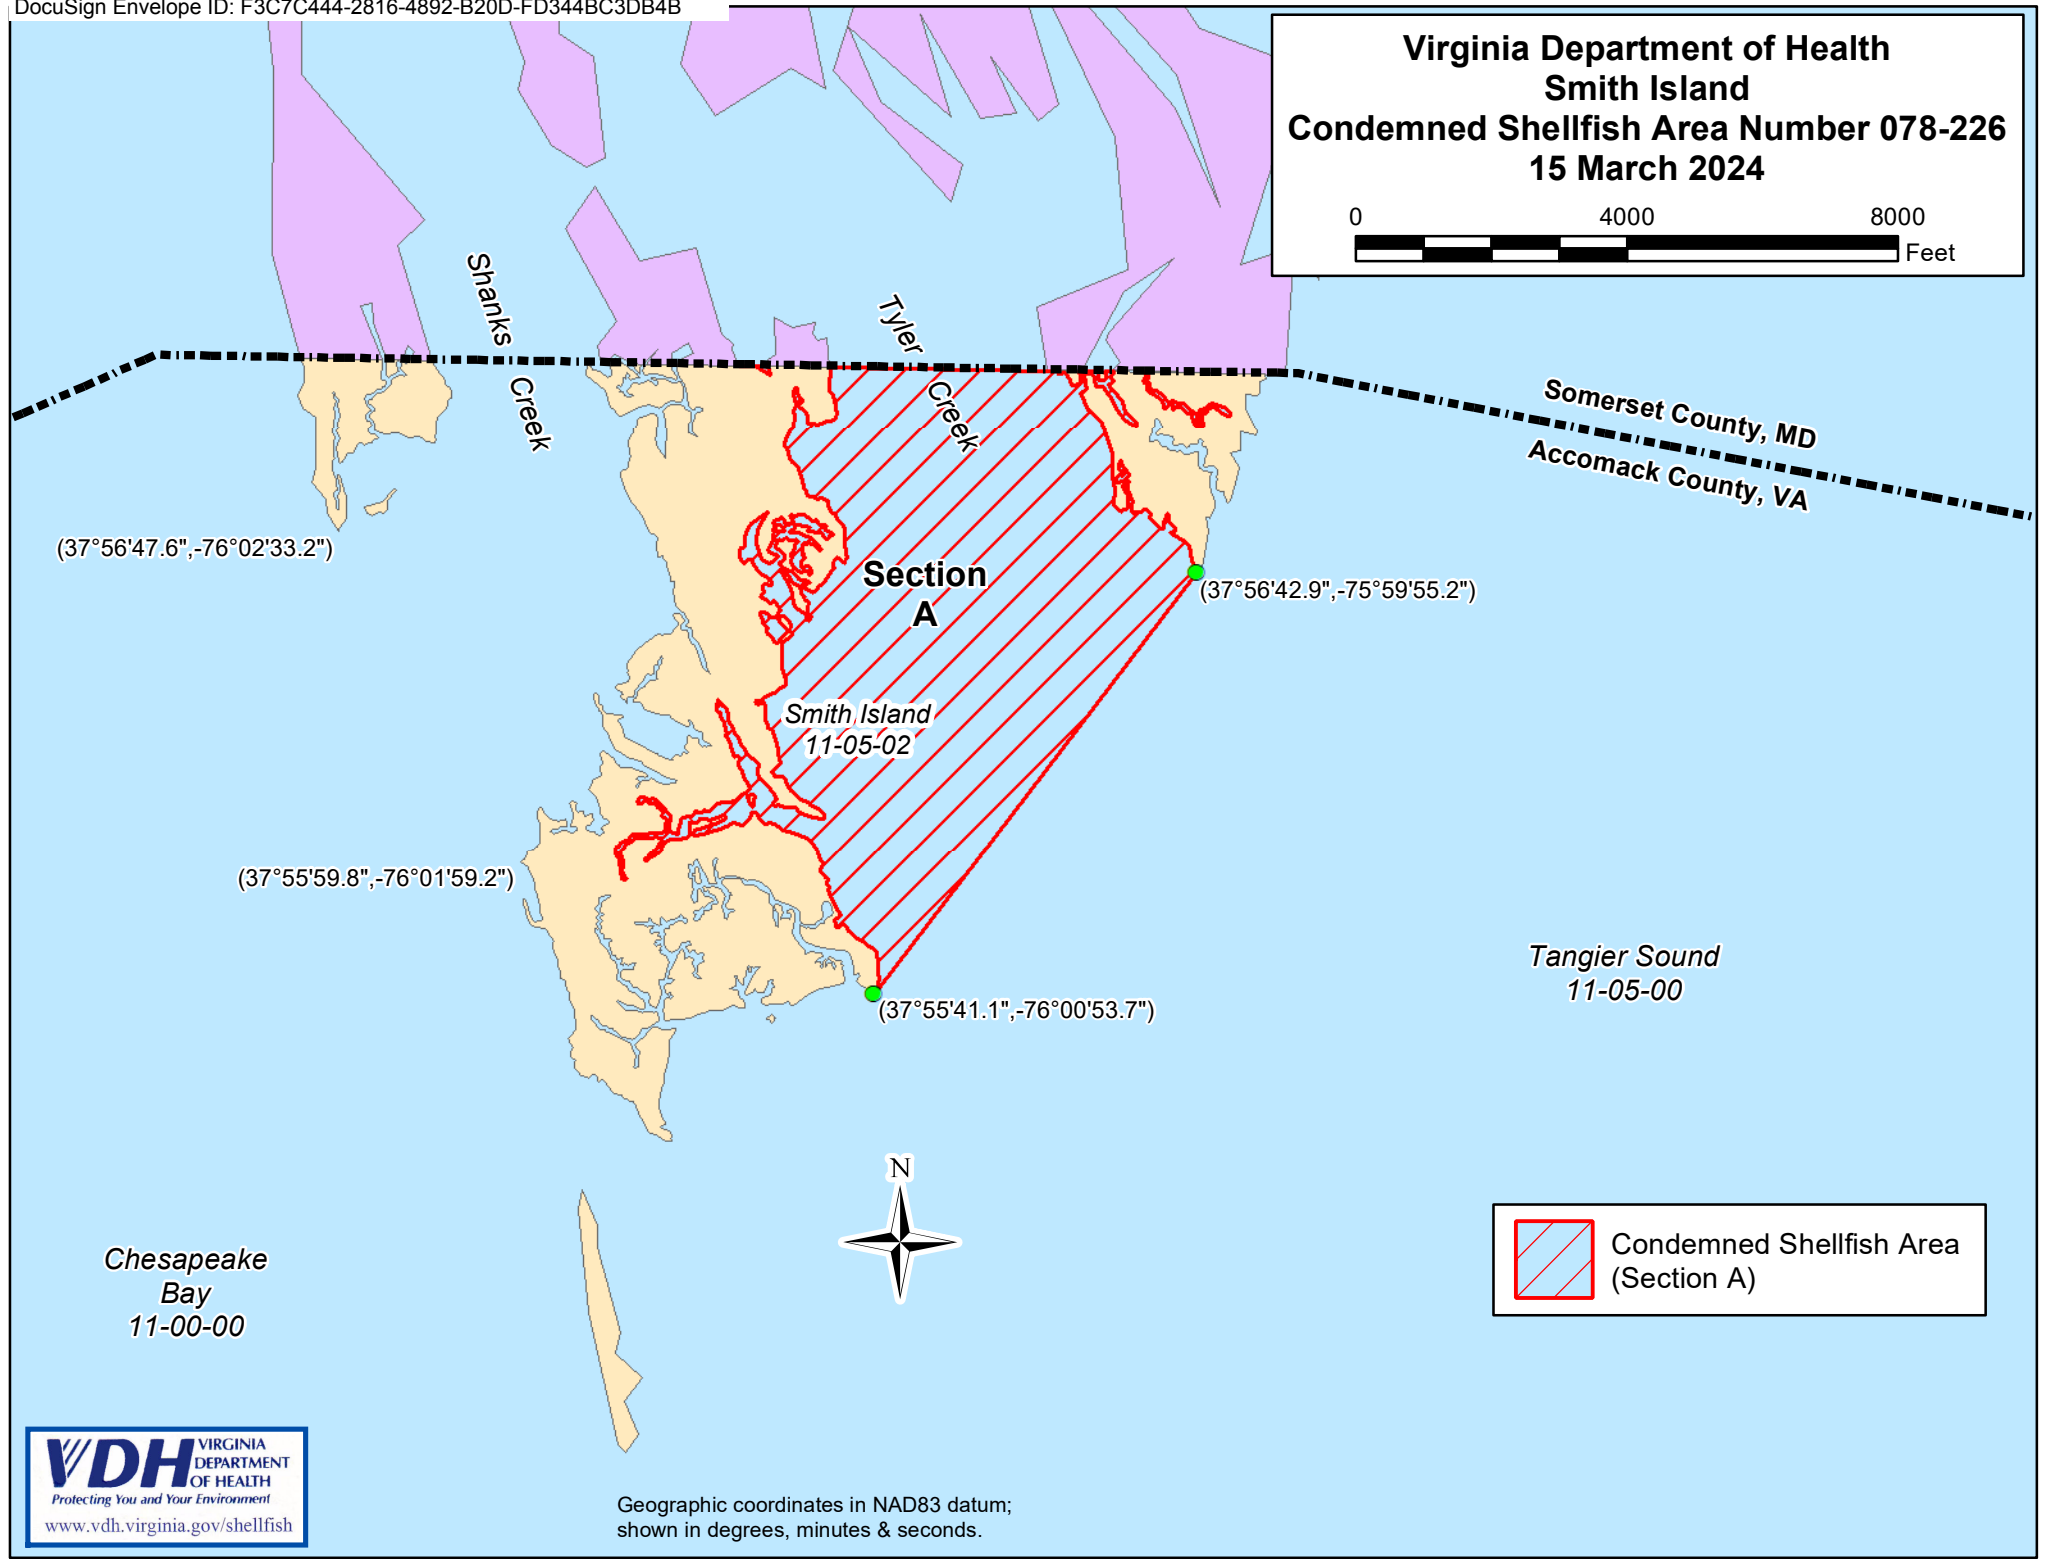 DocuSign Envelope ID: F3C7C444-2816-4892-B20D-FD344BC3DB4B
Virginia Department of Health
Smith Island
Condemned Shellfish Area Number 078-226
15 March 2024
0 4000 8000
Feet
Shanks
Creek
Tyler
Creek
Somerset County, MD
Accomack County, VA
(37°56'47.6",-76°02'33.2")
Section
A
(37°56'42.9",-75°59'55.2")
Smith Island
11-05-02
(37°55'59.8",-76°01'59.2")
Tangier Sound
11-05-00
(37°55'41.1",-76°00'53.7")
N
Chesapeake
Bay
11-00-00
Condemned Shellfish Area
(Section A)
VDH
VIRGINIA
DEPARTMENT
OF HEALTH
Protecting You and Your Environment
www.vdh.virginia.gov/shellfish
Geographic coordinates in NAD83 datum;
shown in degrees, minutes & seconds.